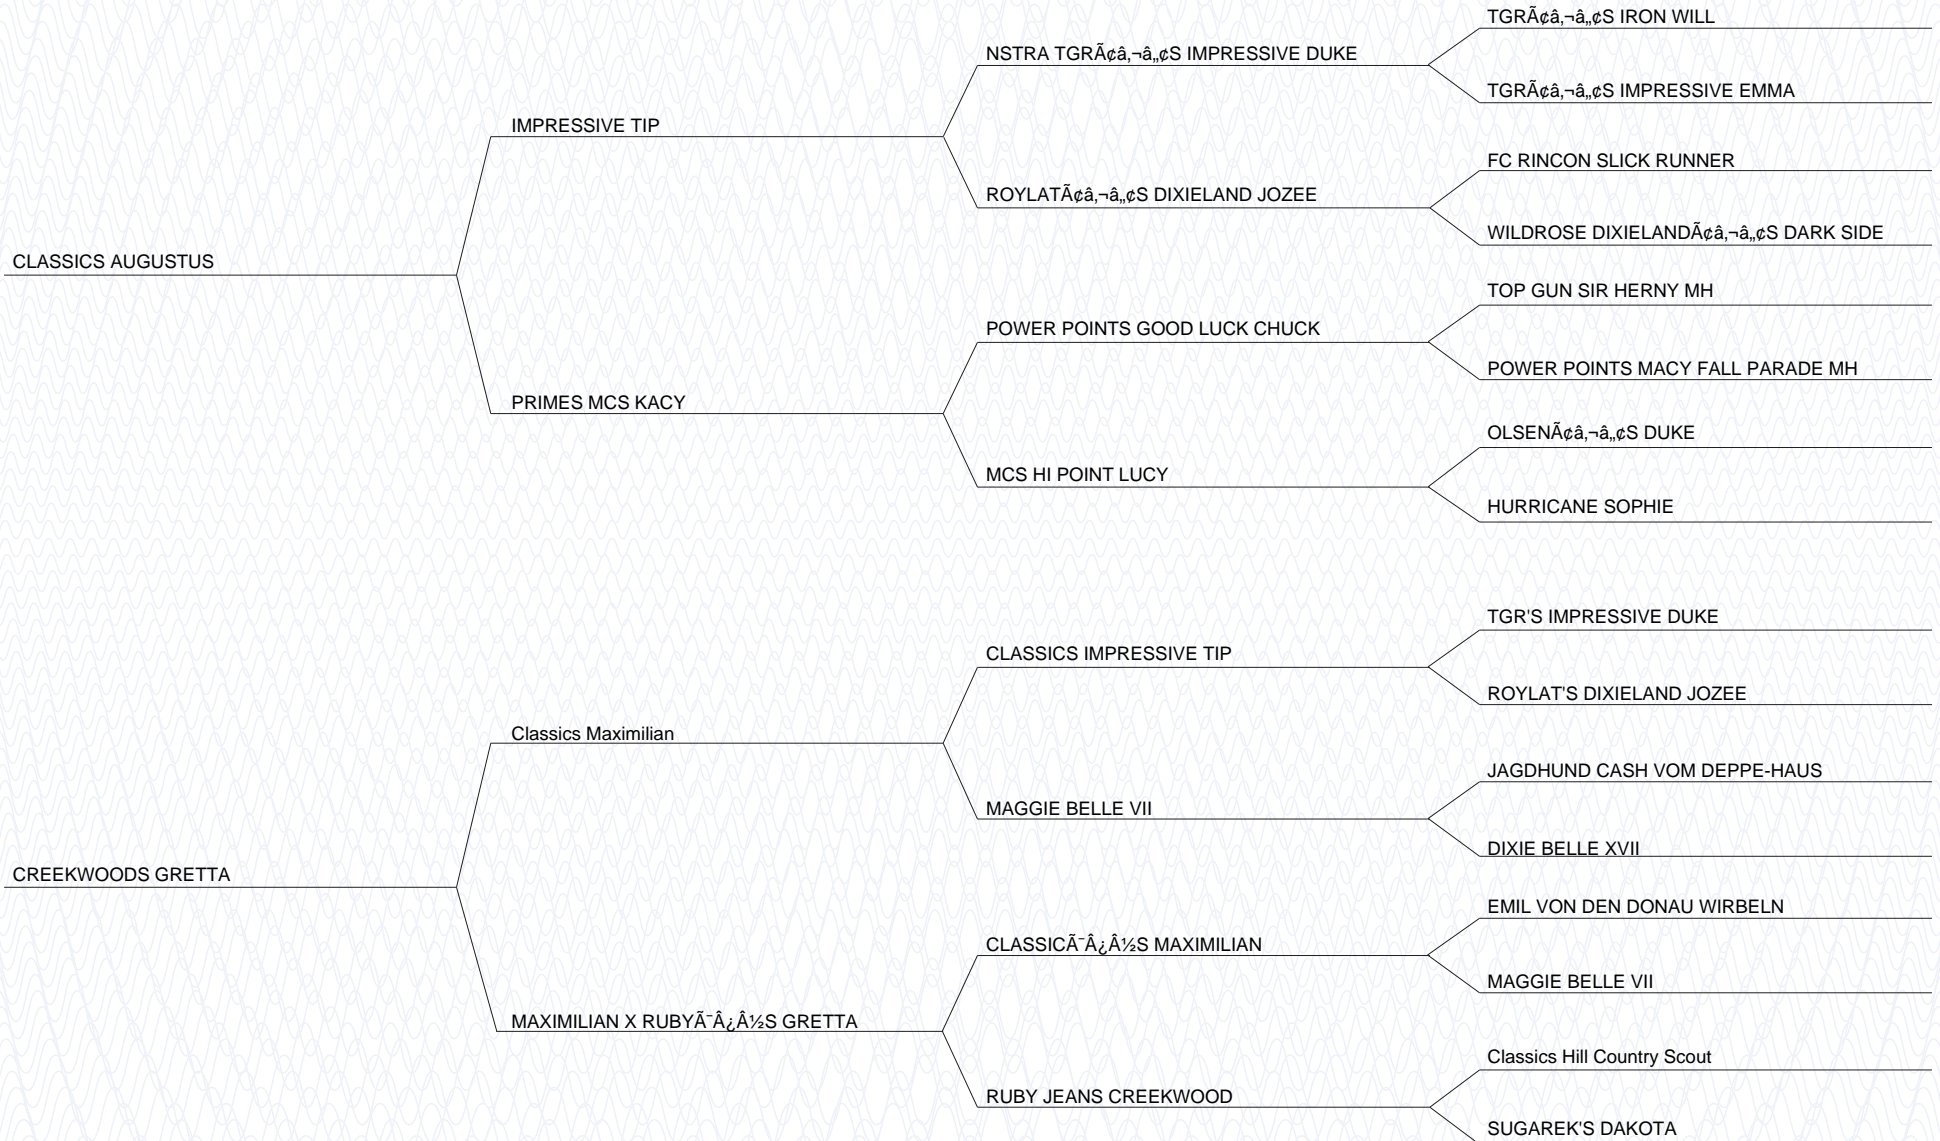 TGRÃ¢â‚¬â„¢S IRON WILL
NSTRA TGRÃ¢â‚¬â„¢S IMPRESSIVE DUKE
TGRÃ¢â‚¬â„¢S IMPRESSIVE EMMA
IMPRESSIVE TIP
FC RINCON SLICK RUNNER
ROYLATÃ¢â‚¬â„¢S DIXIELAND JOZEE
WILDROSE DIXIELANDÃ¢â‚¬â„¢S DARK SIDE
CLASSICS AUGUSTUS
TOP GUN SIR HERNY MH
POWER POINTS GOOD LUCK CHUCK
POWER POINTS MACY FALL PARADE MH
PRIMES MCS KACY
OLSENÃ¢â‚¬â„¢S DUKE
MCS HI POINT LUCY
HURRICANE SOPHIE
TGR'S IMPRESSIVE DUKE
CLASSICS IMPRESSIVE TIP
ROYLAT'S DIXIELAND JOZEE
Classics Maximilian
JAGDHUND CASH VOM DEPPE-HAUS
MAGGIE BELLE VII
DIXIE BELLE XVII
CREEKWOODS GRETTA
EMIL VON DEN DONAU WIRBELN
CLASSICÃ¯Â¿Â½S MAXIMILIAN
MAGGIE BELLE VII
MAXIMILIAN X RUBYÃ¯Â¿Â½S GRETTA
Classics Hill Country Scout
RUBY JEANS CREEKWOOD
SUGAREK'S DAKOTA